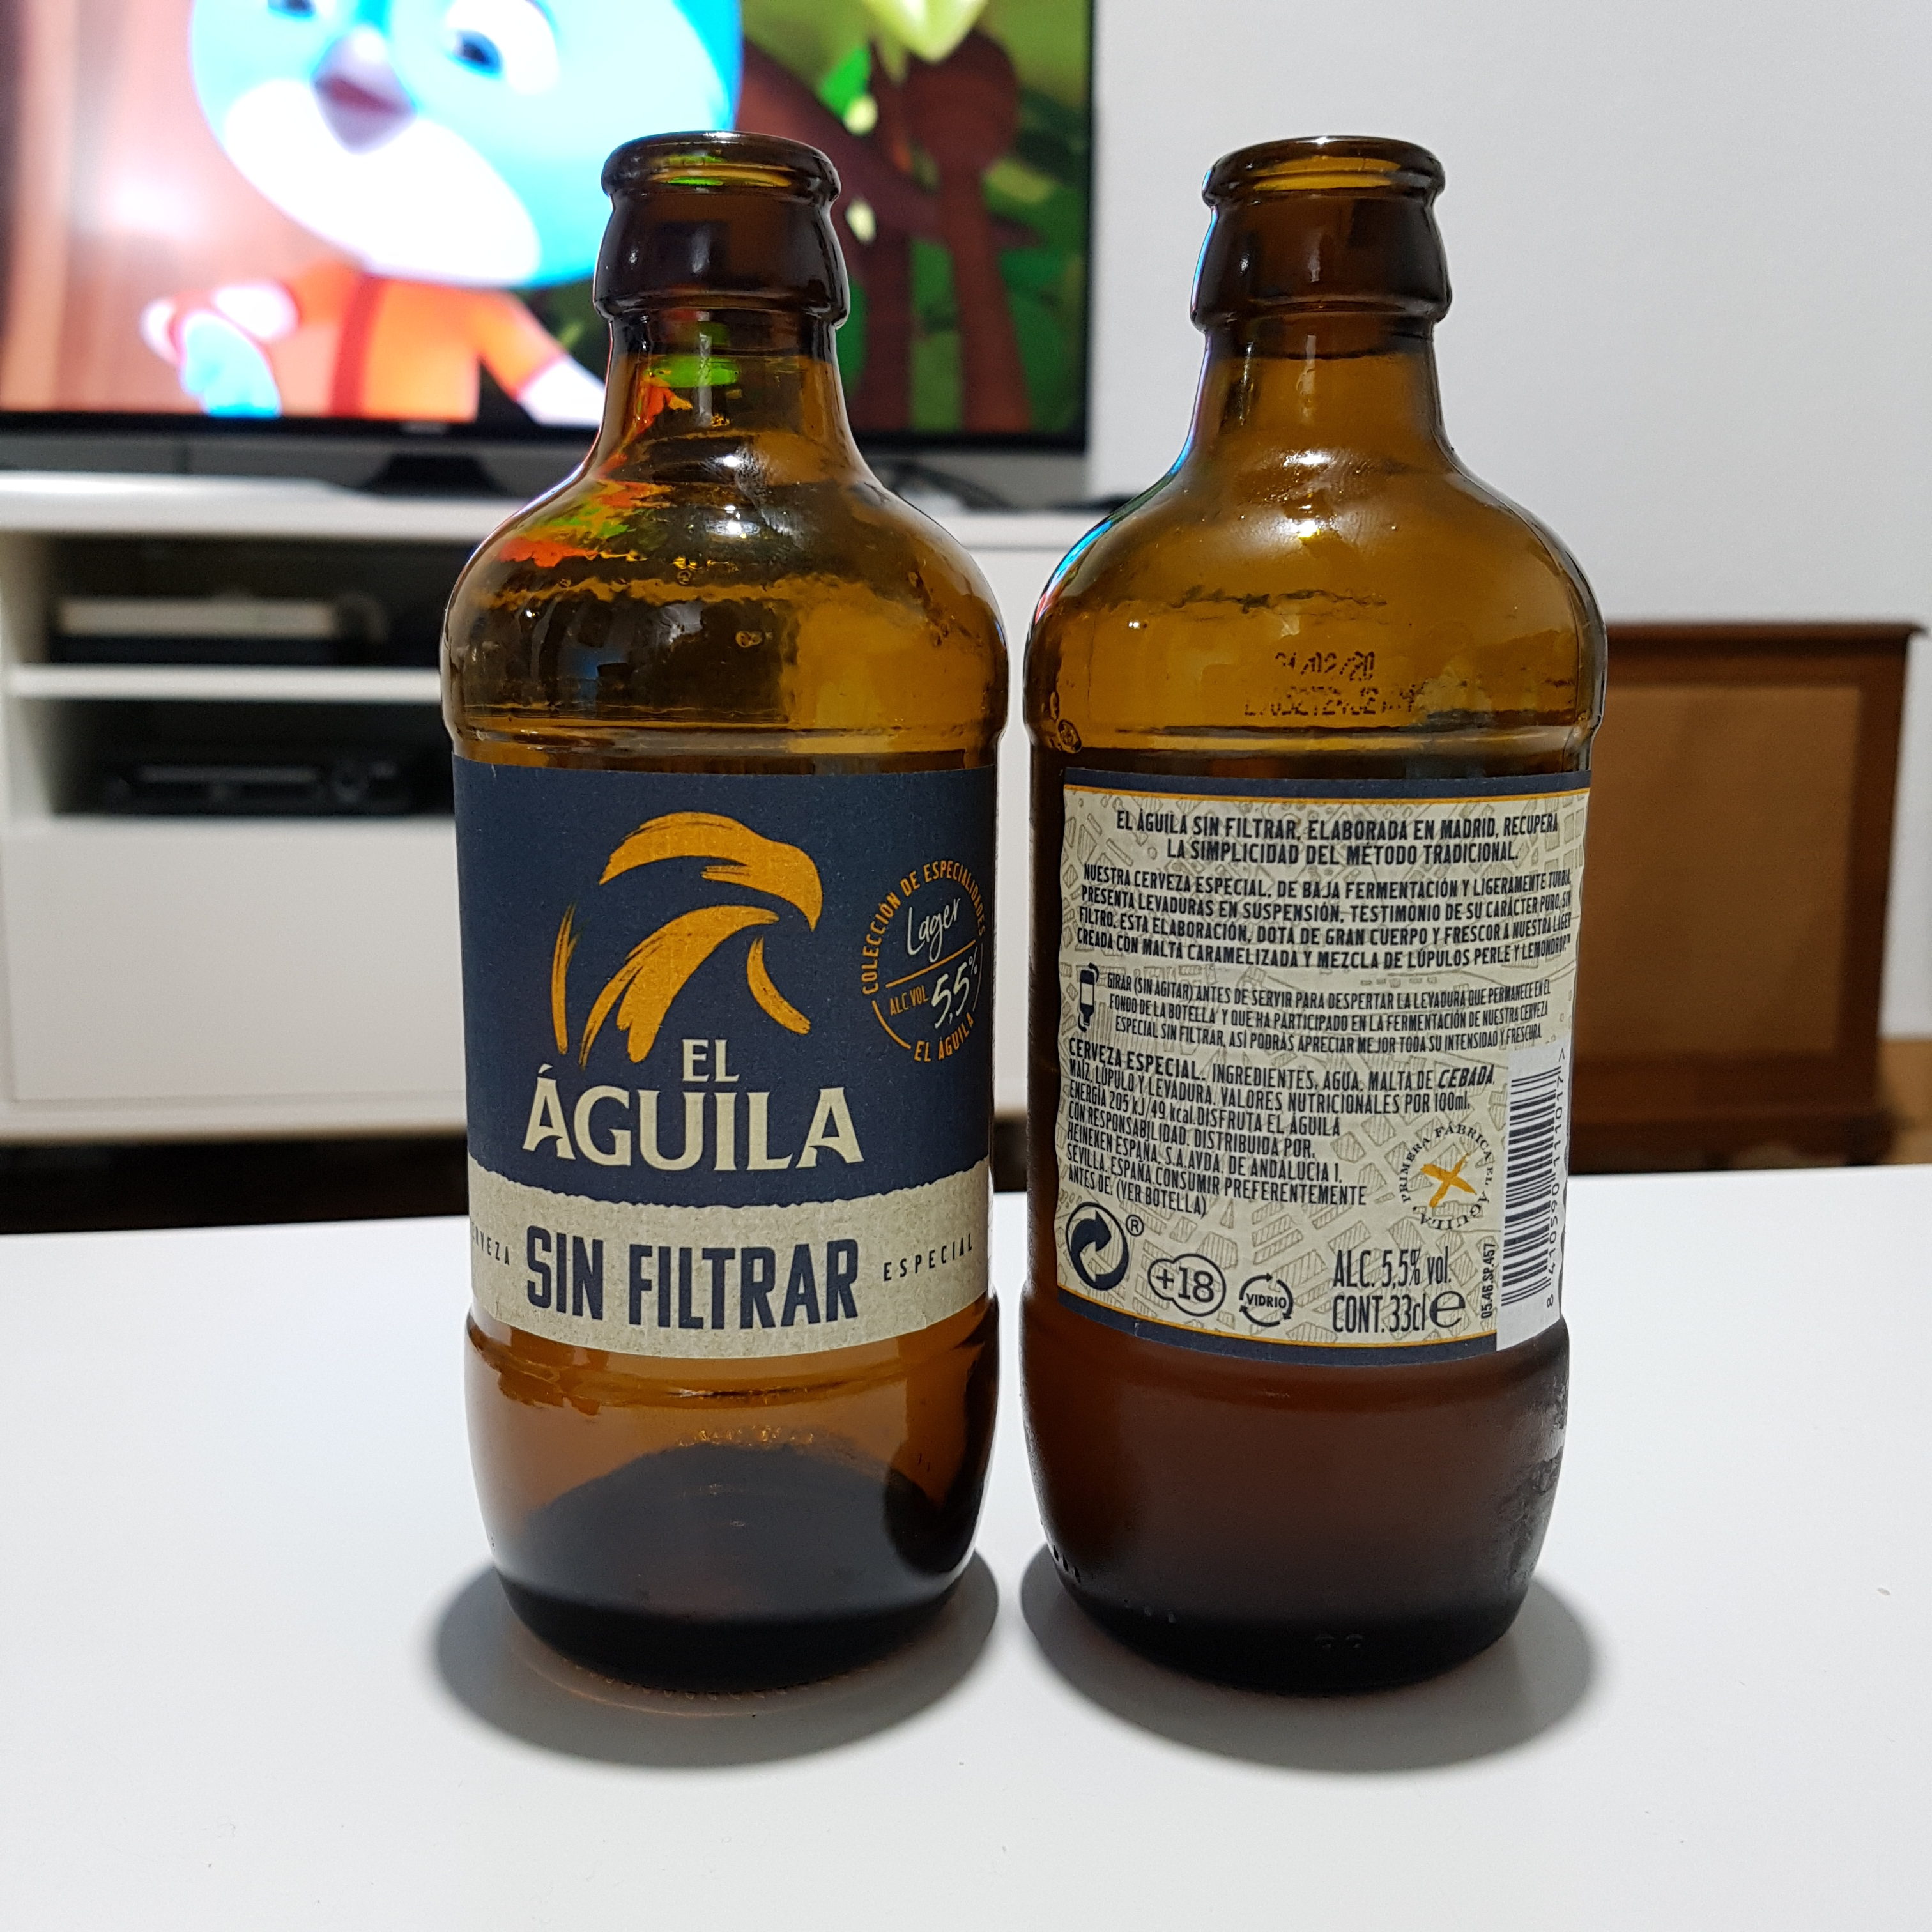 COLECCIÓN DE ESPECIALIDADES
Lager
ALC VOL 5,5%
EL ÁGUILA
EL
ÁGUILA
SIN FILTRAR
ESPECIAL
EL ÁGUILA SIN FILTRAR, ELABORADA EN MADRID, RECUPERA
LA SIMPLICIDAD DEL MÉTODO TRADICIONAL.
NUESTRA CERVEZA ESPECIAL, DE BAJA FERMENTACIÓN Y LIGERAMENTE TURBIA,
PRESENTA LEVADURAS EN SUSPENSIÓN, TESTIMONIO DE SU CARÁCTER PURO, SIN
FILTRO. ESTA ELABORACIÓN, DOTA DE GRAN CUERPO Y FRESCOR A NUESTRA LAGER
CREADA CON MALTA CARAMELIZADA Y MEZCLA DE LÚPULOS PERLE Y LEMONDROP™
GIRAR (SIN AGITAR) ANTES DE SERVIR PARA DESPERTAR LA LEVADURA QUE PERMANECE EN EL
FONDO DE LA BOTELLA Y QUE HA PARTICIPADO EN LA FERMENTACIÓN DE NUESTRA CERVEZA
ESPECIAL SIN FILTRAR, ASÍ PODRÁS APRECIAR MEJOR TODA SU INTENSIDAD Y FRESCURA.
CERVEZA ESPECIAL. INGREDIENTES: AGUA, MALTA DE CEBADA,
MAÍZ, LÚPULO Y LEVADURA. VALORES NUTRICIONALES POR 100ml.
ENERGÍA 205 kJ/ 49 kcal. DISFRUTA EL ÁGUILA
CON RESPONSABILIDAD. DISTRIBUIDA POR:
HEINEKEN ESPAÑA, S.A. AVDA. DE ANDALUCÍA 1.
SEVILLA. ESPAÑA. CONSUMIR PREFERENTEMENTE
ANTES DE: (VER BOTELLA)
PRIMERA FÁBRICA EL ÁGUILA
®
+18
VIDRIO
ALC. 5,5% vol.
CONT. 33cl e
05.A6.SP.457